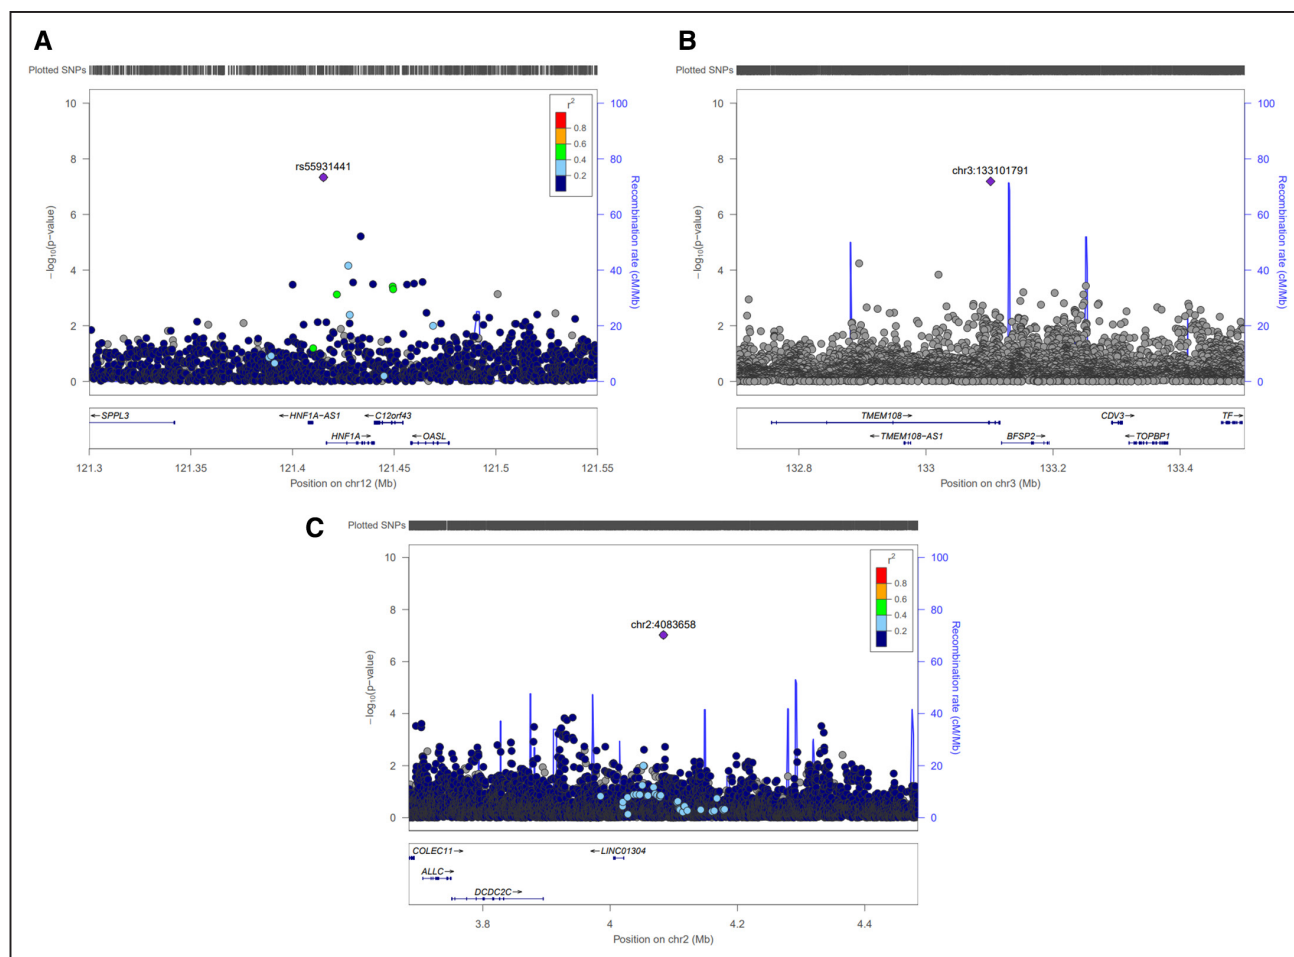 A
Plotted SNPs
10
8
6
4
2
0
−log10(p−value)
rs55931441
r2
0.8
0.6
0.4
0.2
100
80
60
40
20
0
Recombination rate (cM/Mb)
←SPPL3
←HNF1A−AS1
←C12orf43
HNF1A→
←OASL
121.3
121.35
121.4
121.45
121.5
121.55
Position on chr12 (Mb)
B
Plotted SNPs
10
8
6
4
2
0
−log10(p−value)
chr3:133101791
100
80
60
40
20
0
Recombination rate (cM/Mb)
TMEM108→
CDV3→
TF→
←TMEM108−AS1
BFSP2→
←TOPBP1
132.8
133
133.2
133.4
Position on chr3 (Mb)
C
Plotted SNPs
10
8
6
4
2
0
−log10(p−value)
chr2:4083658
r2
0.8
0.6
0.4
0.2
100
80
60
40
20
0
Recombination rate (cM/Mb)
COLEC11→
←LINC01304
ALLC→
DCDC2C→
3.8
4
4.2
4.4
Position on chr2 (Mb)